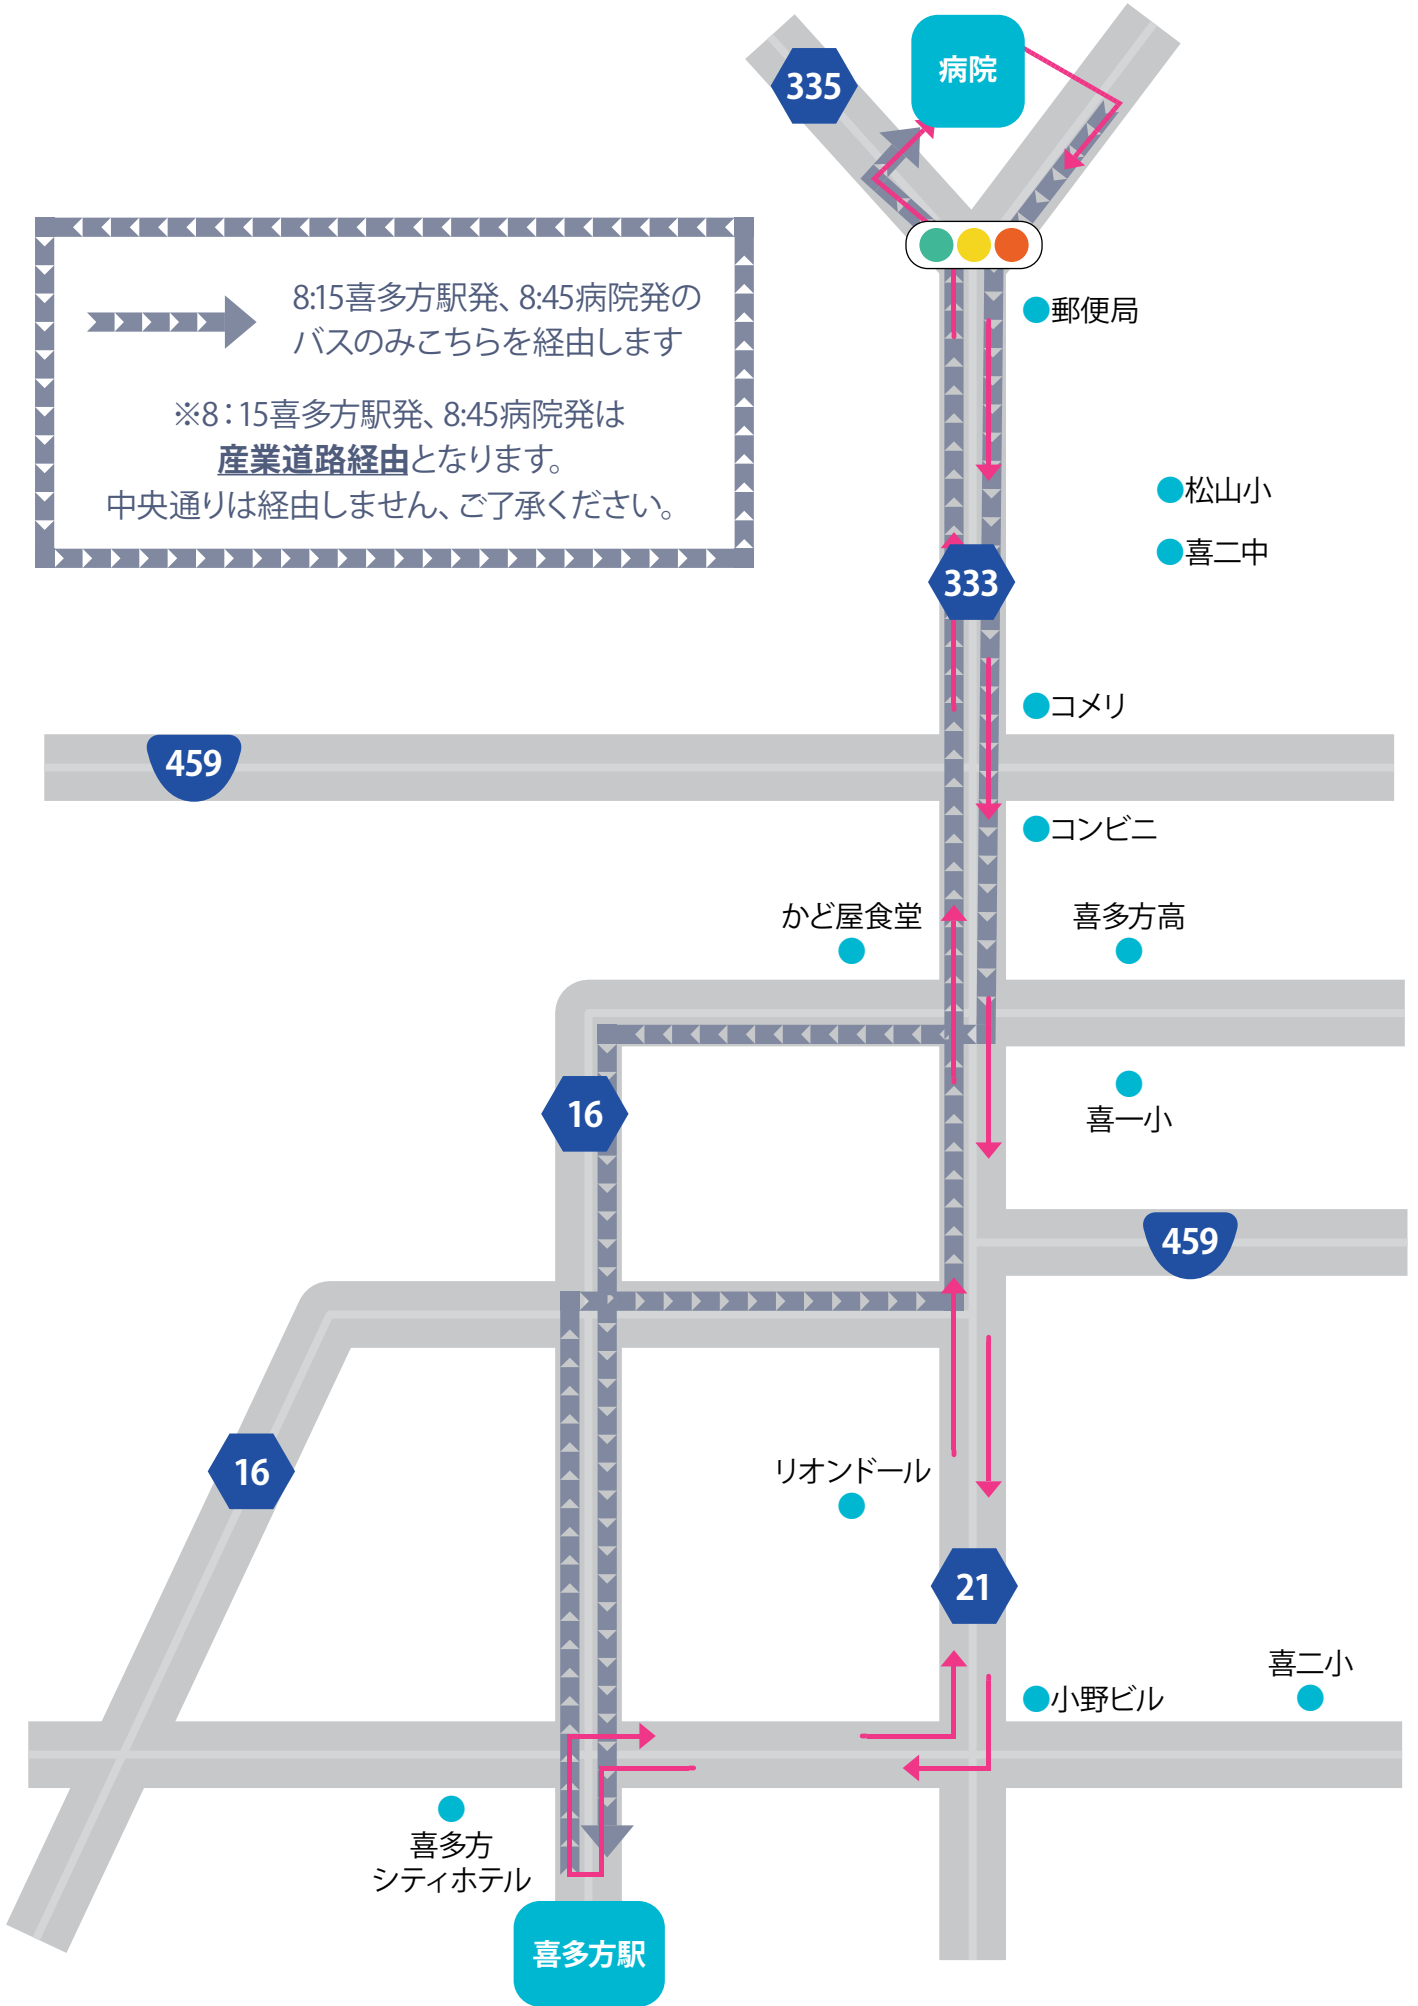 病院
335
8:15喜多方駅発、8:45病院発の
バスのみこちらを経由します
※8：15喜多方駅発、8:45病院発は
産業道路経由となります。
中央通りは経由しません、ご了承ください。
郵便局
松山小
喜二中
333
コメリ
459
コンビニ
かど屋食堂
喜多方高
16
喜一小
459
16
リオンドール
21
喜二小
小野ビル
喜多方
シティホテル
喜多方駅